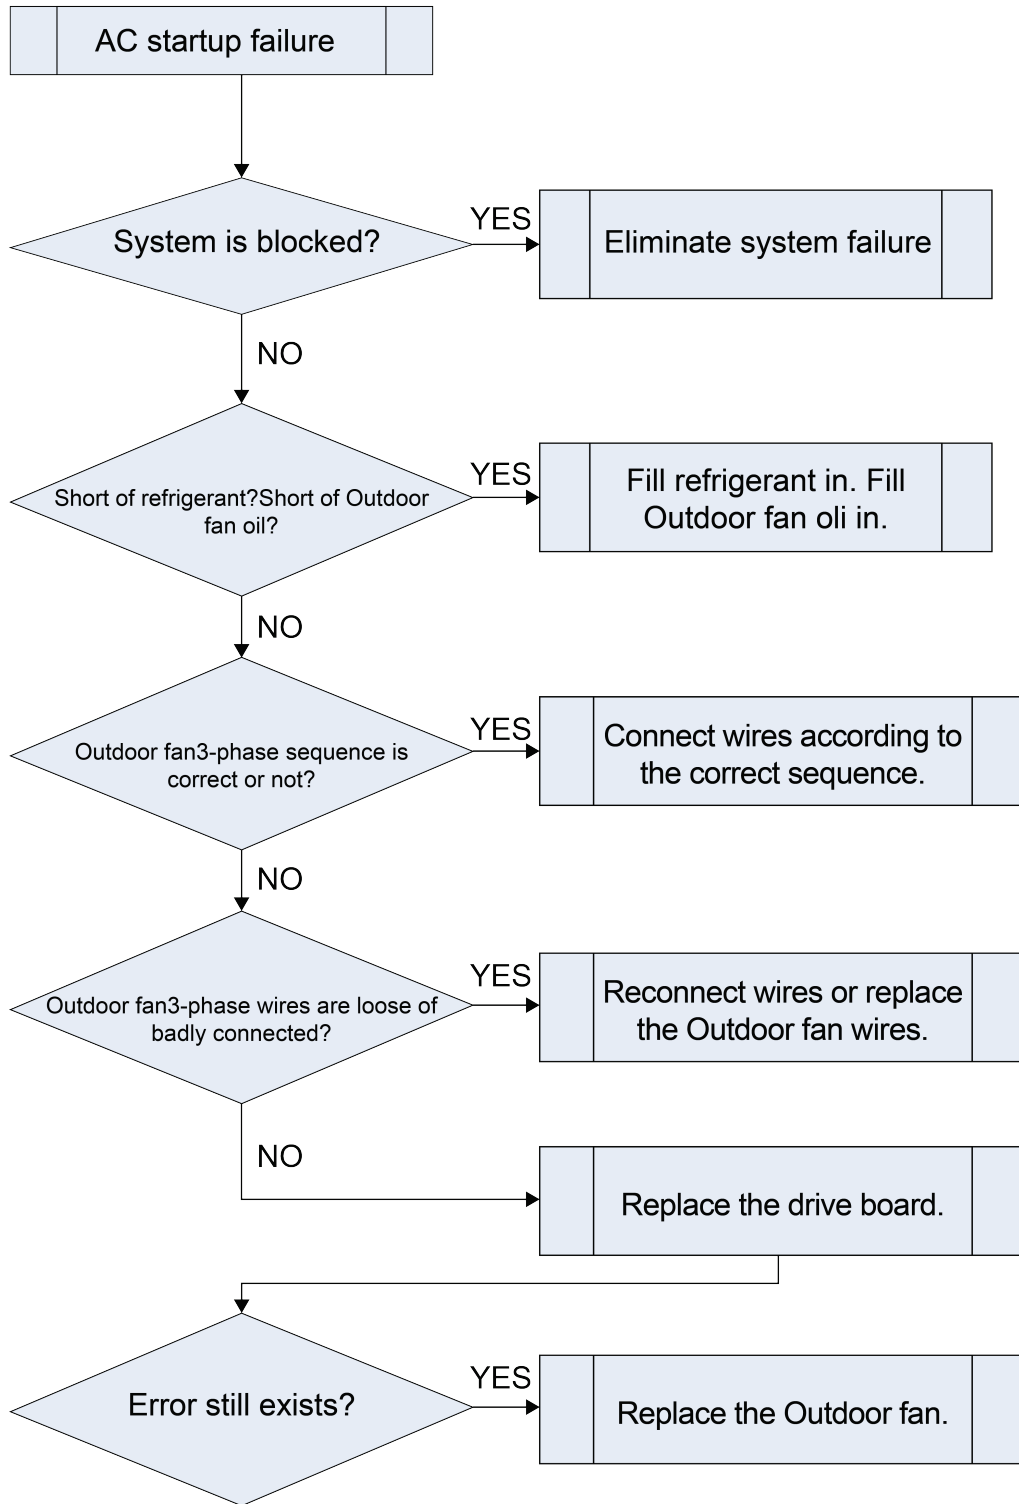 AC startup failure
System is blocked?
YES
Eliminate system failure
NO
Short of refrigerant?Short of Outdoor
fan oil?
YES
Fill refrigerant in. Fill
Outdoor fan oli in.
NO
Outdoor fan3-phase sequence is
correct or not?
YES
Connect wires according to
the correct sequence.
NO
Outdoor fan3-phase wires are loose of
badly connected?
YES
Reconnect wires or replace
the Outdoor fan wires.
NO
Replace the drive board.
Error still exists?
YES
Replace the Outdoor fan.